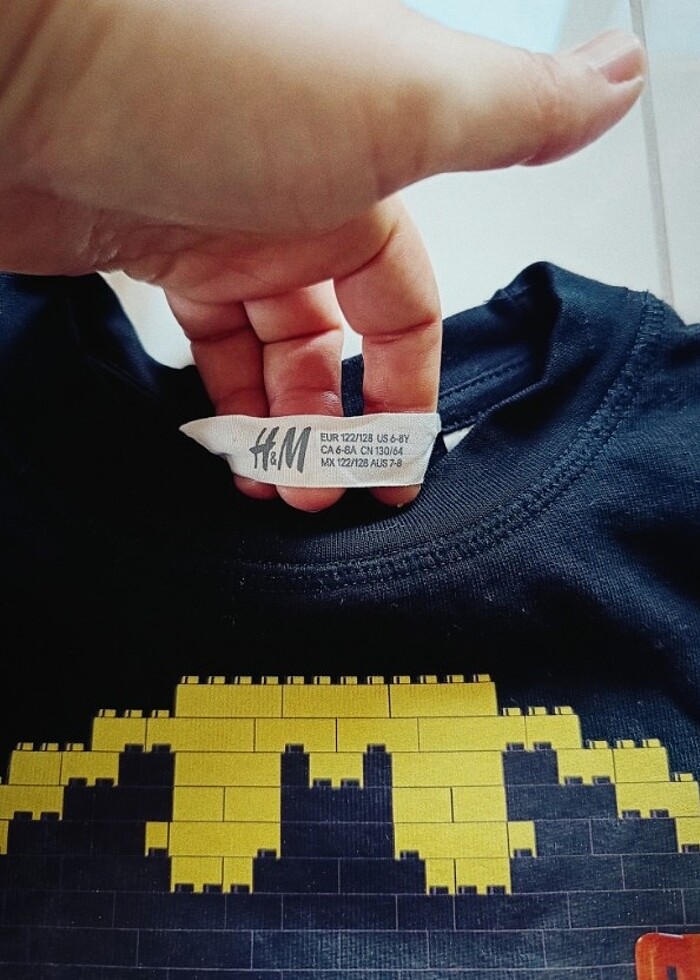 H&M
EUR 122/128 US 6-8Y
CA 6-8A CN 130/64
MX 122/128 AUS 7-8